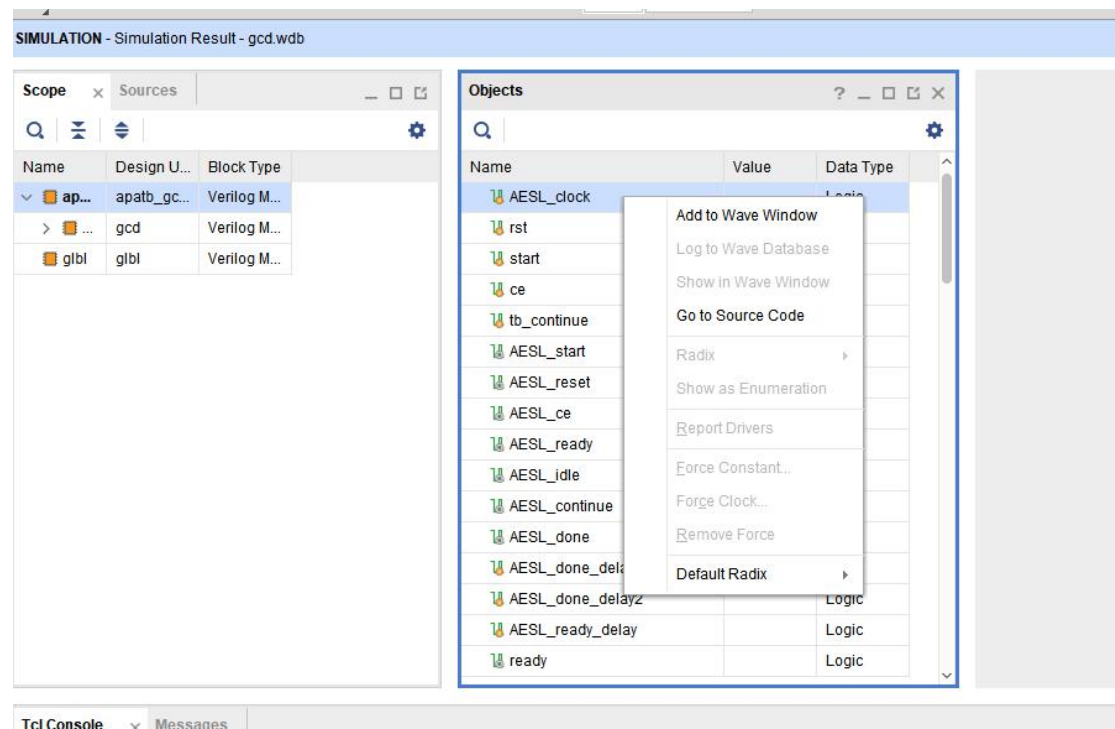 SIMULATION - Simulation Result - gcd.wdb
Scope Sources
Name Design U... Block Type
ap... apatb_gc... Verilog M...
... gcd Verilog M...
glbl glbl Verilog M...
Objects
Name Value Data Type
AESL_clock
rst
start
ce
tb_continue
AESL_start
AESL_reset
AESL_ce
AESL_ready
AESL_idle
AESL_continue
AESL_done
AESL_done_dela
AESL_done_delay2 Logic
AESL_ready_delay Logic
ready Logic
Add to Wave Window
Log to Wave Database
Show in Wave Window
Go to Source Code
Radix
Show as Enumeration
Report Drivers
Force Constant...
Force Clock...
Remove Force
Default Radix
Tcl Console Messages